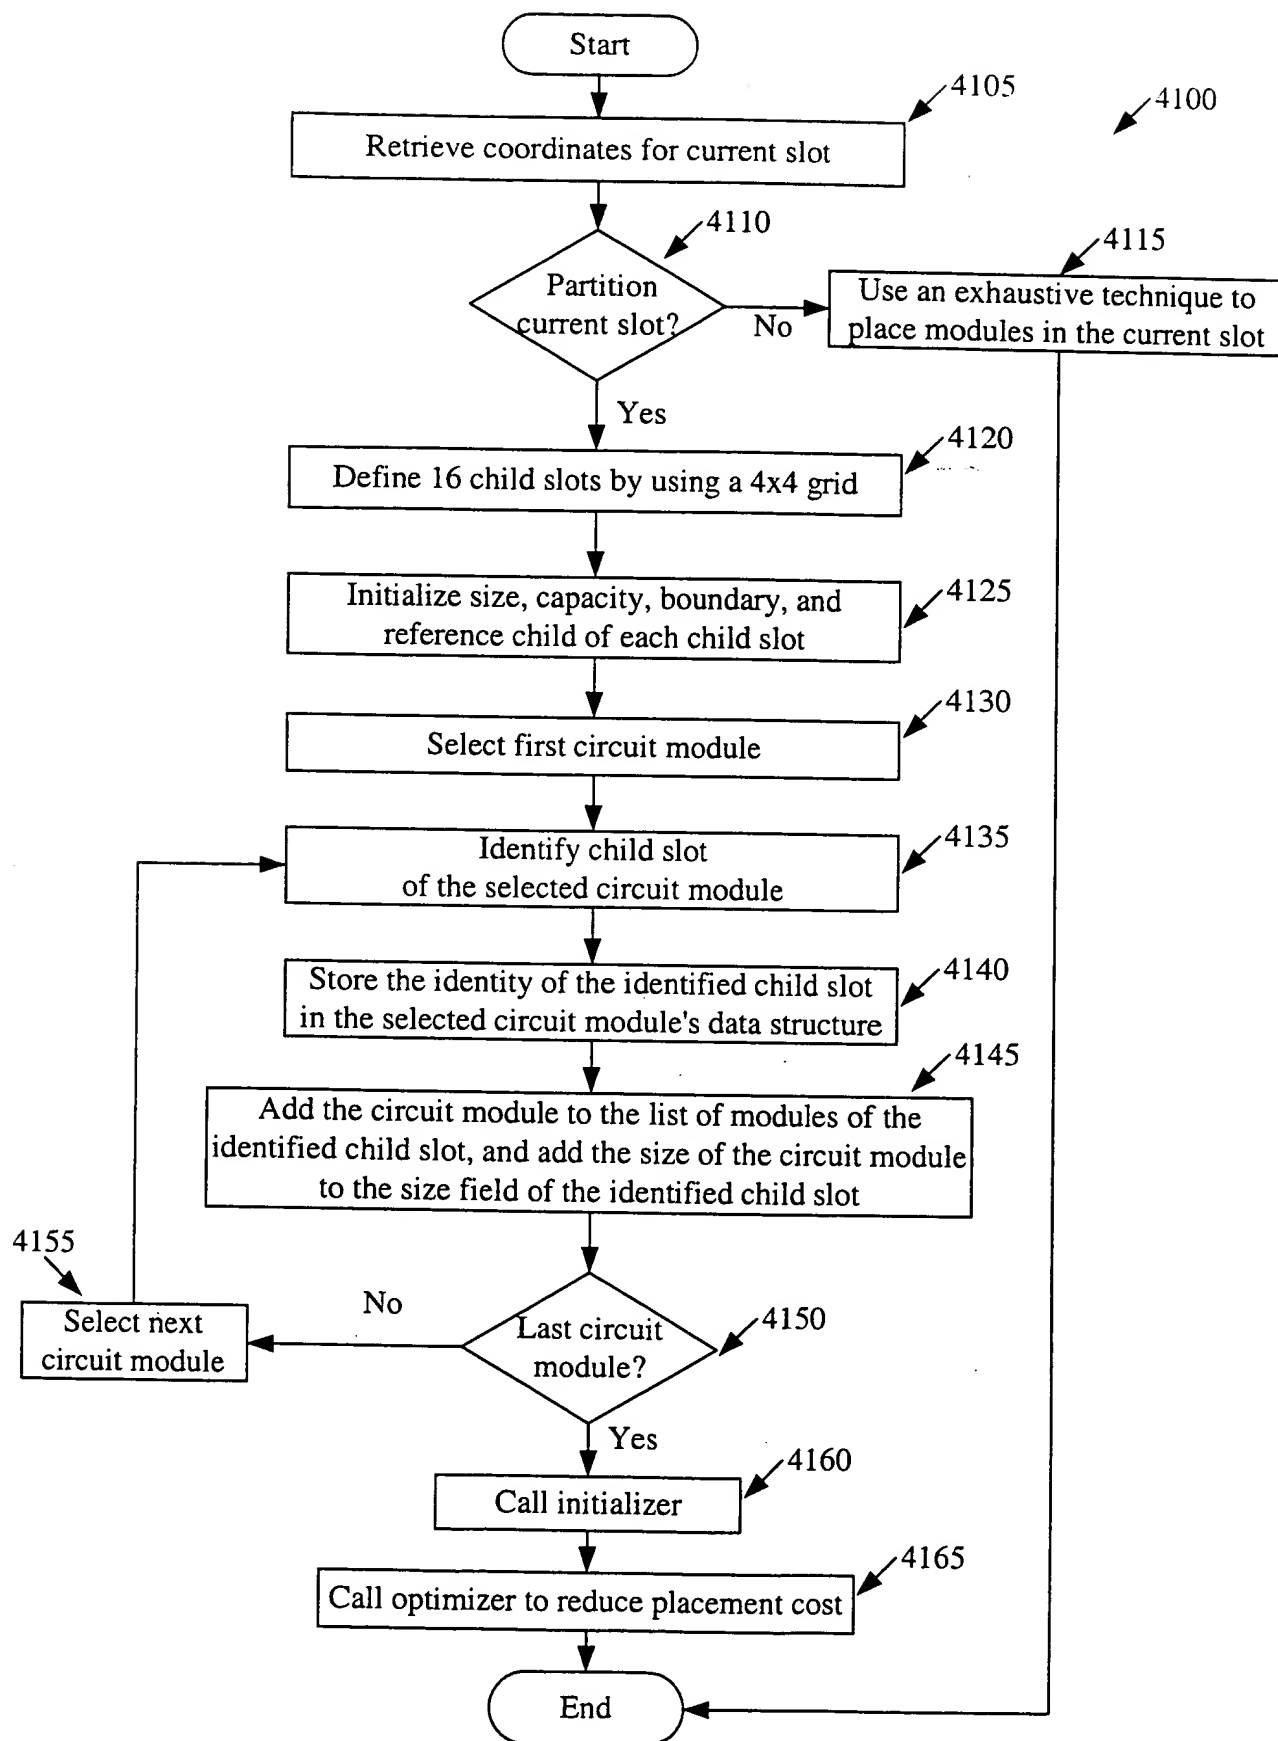 Start
4105
4100
Retrieve coordinates for current slot
4110
4115
Partition
current slot?
No
Use an exhaustive technique to
place modules in the current slot
Yes
4120
Define 16 child slots by using a 4x4 grid
4125
Initialize size, capacity, boundary, and
reference child of each child slot
4130
Select first circuit module
4135
Identify child slot
of the selected circuit module
4140
Store the identity of the identified child slot
in the selected circuit module's data structure
4145
Add the circuit module to the list of modules of the
identified child slot, and add the size of the circuit module
to the size field of the identified child slot
4155
Select next
circuit module
No
4150
Last circuit
module?
Yes
4160
Call initializer
4165
Call optimizer to reduce placement cost
End